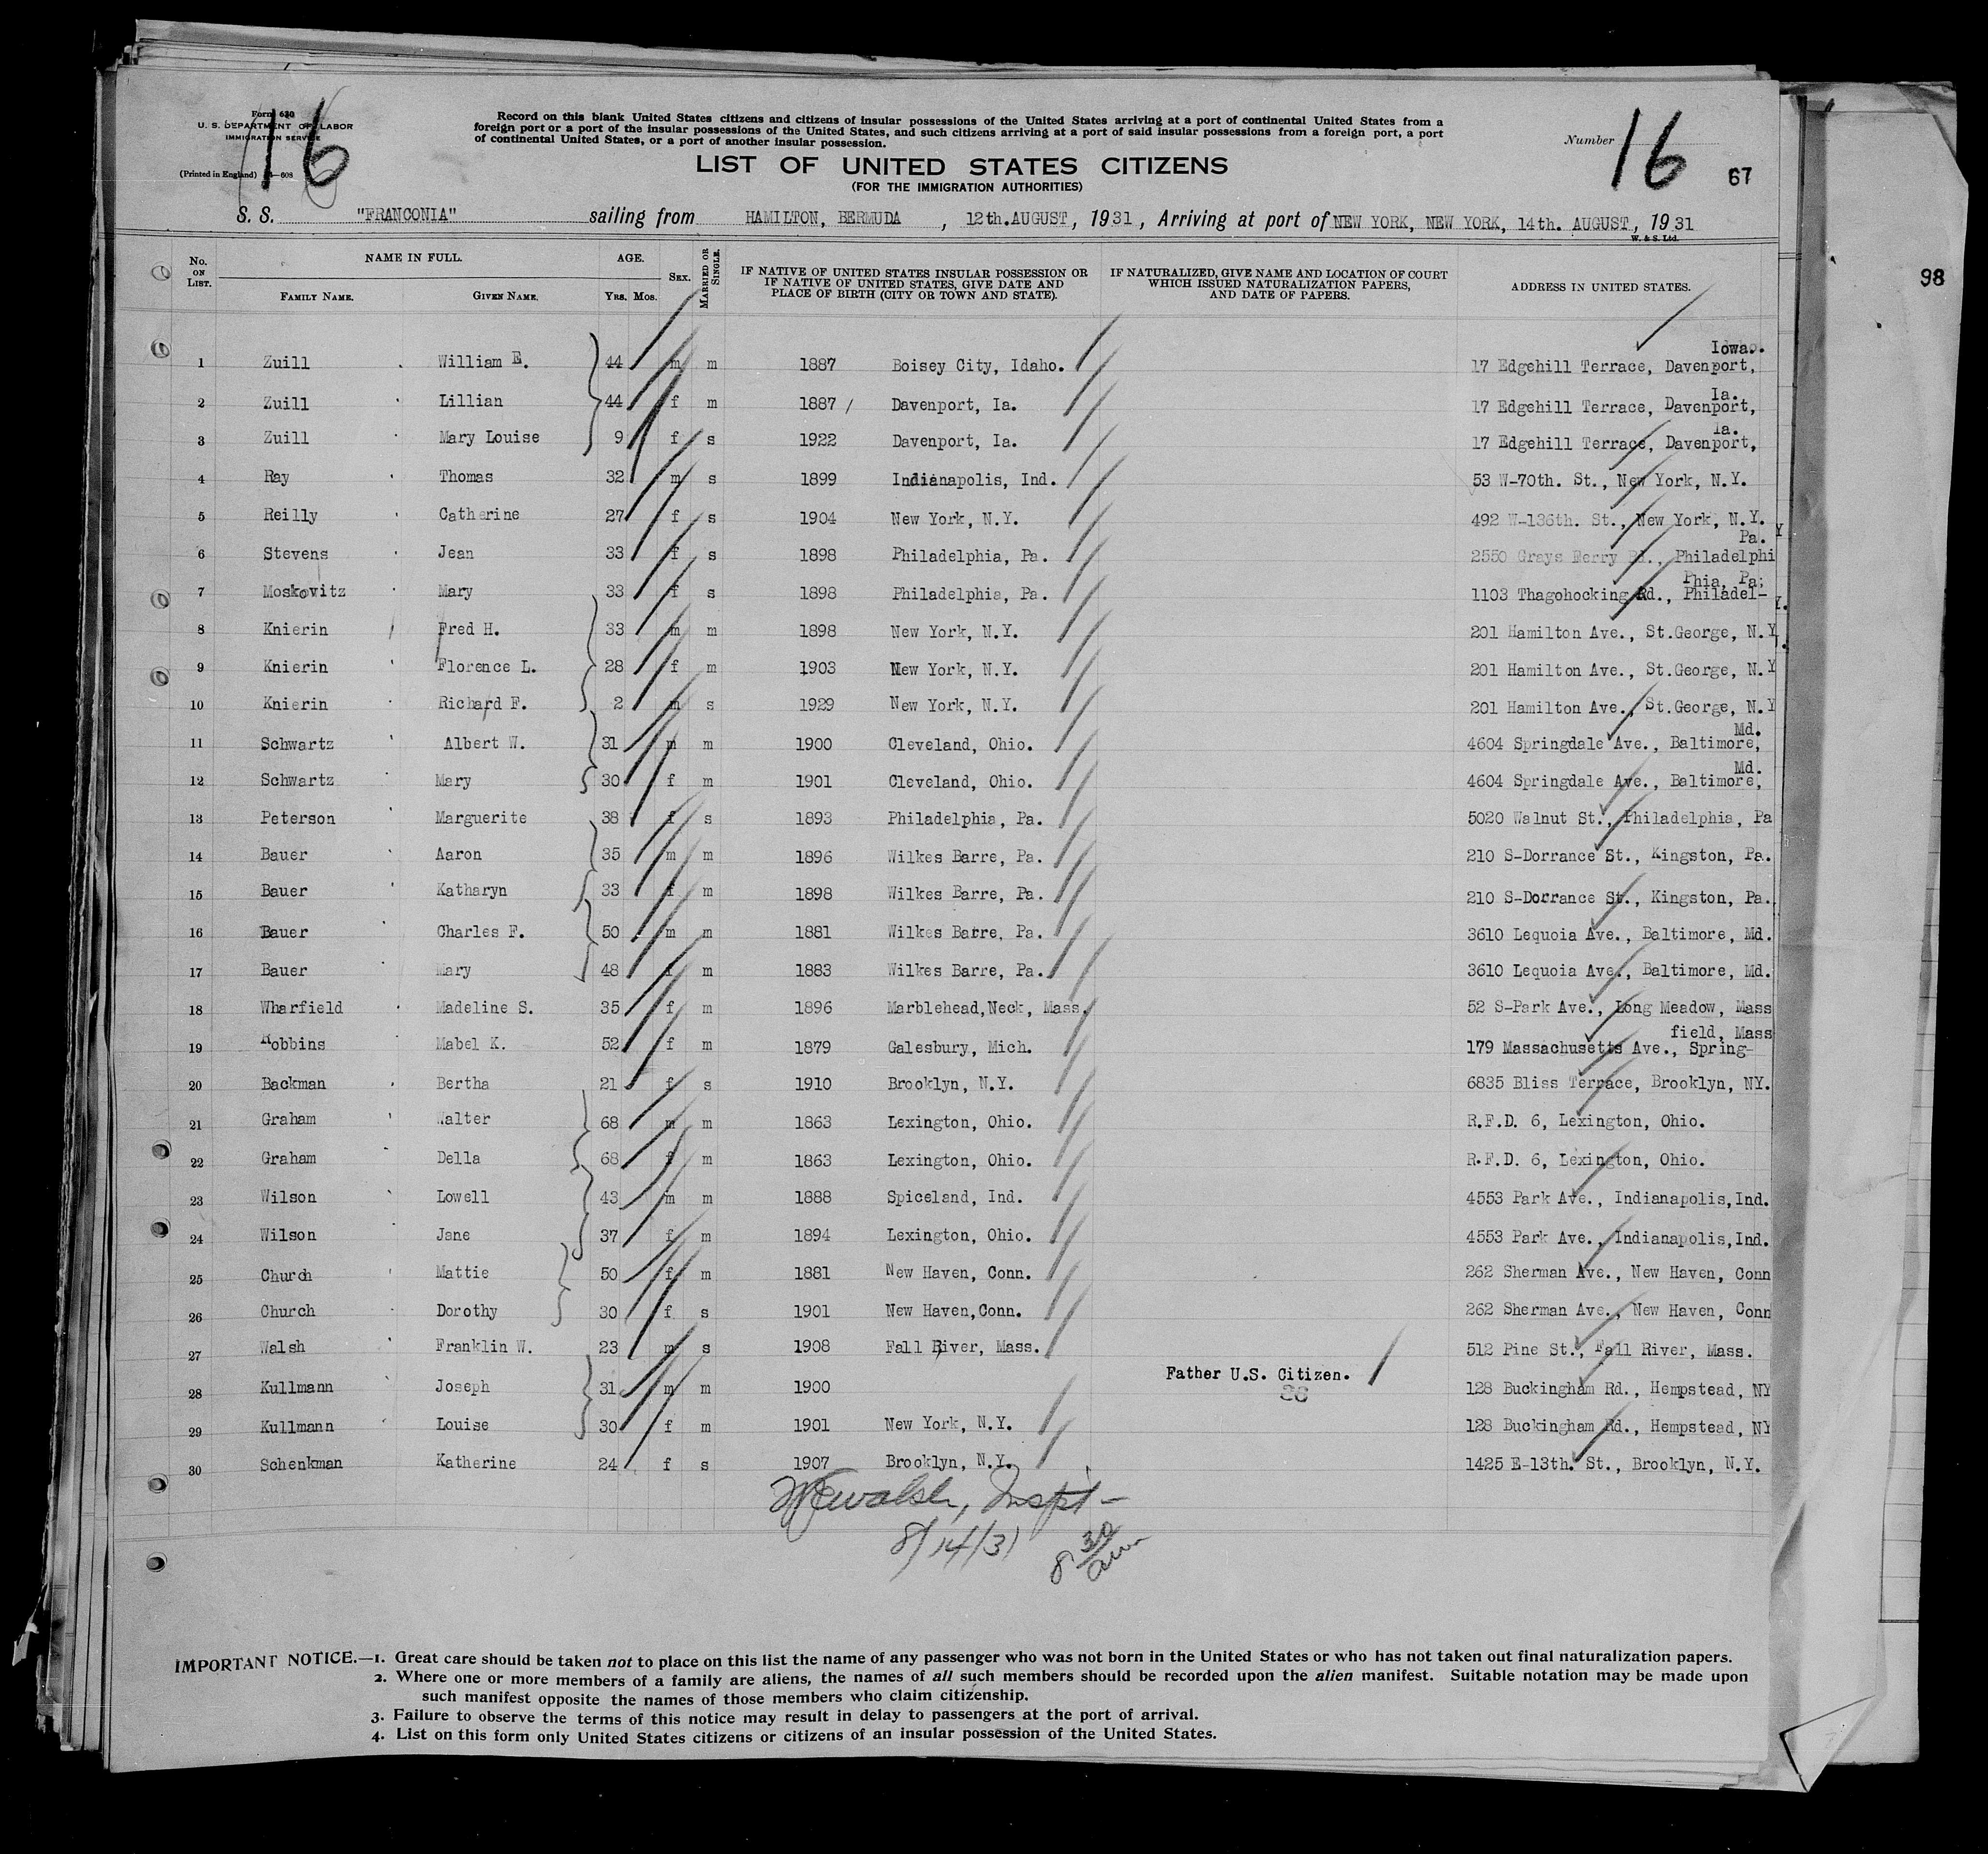 16
Form 630
U. S. DEPARTMENT OF LABOR
IMMIGRATION SERVICE
(Printed in England) —608
Record on this blank United States citizens and citizens of insular possessions of the United States arriving at a port of continental United States from a
foreign port or a port of the insular possessions of the United States, and such citizens arriving at a port of said insular possessions from a foreign port, a port
of continental United States, or a port of another insular possession.
Number 16
67
LIST OF UNITED STATES CITIZENS
(FOR THE IMMIGRATION AUTHORITIES)
S. S. "FRANCONIA" sailing from HAMILTON, BERMUDA , 12th.AUGUST, 1931, Arriving at port of NEW YORK, NEW YORK, 14th. AUGUST, 1931
W. & S. Ltd.
98
No. ON LIST. NAME IN FULL. FAMILY NAME. GIVEN NAME. AGE. YRS. MOS. SEX. MARRIED OR SINGLE. IF NATIVE OF UNITED STATES INSULAR POSSESSION OR IF NATIVE OF UNITED STATES, GIVE DATE AND PLACE OF BIRTH (CITY OR TOWN AND STATE). IF NATURALIZED, GIVE NAME AND LOCATION OF COURT WHICH ISSUED NATURALIZATION PAPERS, AND DATE OF PAPERS. ADDRESS IN UNITED STATES.
1 Zuill William E. 44 m m 1887 Boisey City, Idaho. 17 Edgehill Terrace, Davenport, Iowa.
2 Zuill Lillian 44 f m 1887 Davenport, Ia. 17 Edgehill Terrace, Davenport, Ia.
3 Zuill Mary Louise 9 f s 1922 Davenport, Ia. 17 Edgehill Terrace, Davenport, Ia.
4 Ray Thomas 32 m s 1899 Indianapolis, Ind. 53 W-70th. St., New York, N.Y.
5 Reilly Catherine 27 f s 1904 New York, N.Y. 492 W-136th. St., New York, N.Y.
6 Stevens Jean 33 f s 1898 Philadelphia, Pa. 2550 Grays Ferry Rd., Philadelphi Pa.
7 Moskovitz Mary 33 f s 1898 Philadelphia, Pa. 1103 Thagohocking Rd., Philadel- Phia, Pa.
8 Knierin Fred H. 33 m m 1898 New York, N.Y. 201 Hamilton Ave., St.George, N.Y
9 Knierin Florence L. 28 f m 1903 New York, N.Y. 201 Hamilton Ave., St.George, N.Y
10 Knierin Richard F. 2 m s 1929 New York, N.Y. 201 Hamilton Ave., St.George, N.Y
11 Schwartz Albert W. 31 m m 1900 Cleveland, Ohio. 4604 Springdale Ave., Baltimore, Md.
12 Schwartz Mary 30 f m 1901 Cleveland, Ohio. 4604 Springdale Ave., Baltimore, Md.
13 Peterson Marguerite 38 f s 1893 Philadelphia, Pa. 5020 Walnut St., Philadelphia, Pa
14 Bauer Aaron 35 m m 1896 Wilkes Barre, Pa. 210 S-Dorrance St., Kingston, Pa.
15 Bauer Katharyn 33 f m 1898 Wilkes Barre, Pa. 210 S-Dorrance St., Kingston, Pa.
16 Bauer Charles F. 50 m m 1881 Wilkes Barre, Pa. 3610 Lequoia Ave., Baltimore, Md.
17 Bauer Mary 48 f m 1883 Wilkes Barre, Pa. 3610 Lequoia Ave., Baltimore, Md.
18 Wharfield Madeline S. 35 f m 1896 Marblehead,Neck, Mass. 52 S-Park Ave., Long Meadow, Mass
19 Hobbins Mabel K. 52 f m 1879 Galesbury, Mich. 179 Massachusetts Ave., Spring- field, Mass
20 Backman Bertha 21 f s 1910 Brooklyn, N.Y. 6835 Bliss Terrace, Brooklyn, NY.
21 Graham Walter 68 m m 1863 Lexington, Ohio. R.F.D. 6, Lexington, Ohio.
22 Graham Della 68 f m 1863 Lexington, Ohio. R.F.D. 6, Lexington, Ohio.
23 Wilson Lowell 43 m m 1888 Spiceland, Ind. 4553 Park Ave., Indianapolis,Ind.
24 Wilson Jane 37 f m 1894 Lexington, Ohio. 4553 Park Ave., Indianapolis,Ind.
25 Church Mattie 50 f m 1881 New Haven, Conn. 262 Sherman Ave., New Haven, Conn
26 Church Dorothy 30 f s 1901 New Haven,Conn. 262 Sherman Ave., New Haven, Conn
27 Walsh Franklin W. 23 m s 1908 Fall River, Mass. 512 Pine St., Fall River, Mass.
28 Kullmann Joseph 31 m m 1900 Father U.S. Citizen. 128 Buckingham Rd., Hempstead, NY
29 Kullmann Louise 30 f m 1901 New York, N.Y. 128 Buckingham Rd., Hempstead, NY
30 Schenkman Katherine 24 f s 1907 Brooklyn, N.Y. 1425 E-13th. St., Brooklyn, N.Y.
Walsh, Inspt-
8/14/31 8 30 am
IMPORTANT NOTICE.—1. Great care should be taken not to place on this list the name of any passenger who was not born in the United States or who has not taken out final naturalization papers.
2. Where one or more members of a family are aliens, the names of all such members should be recorded upon the alien manifest. Suitable notation may be made upon
such manifest opposite the names of those members who claim citizenship.
3. Failure to observe the terms of this notice may result in delay to passengers at the port of arrival.
4. List on this form only United States citizens or citizens of an insular possession of the United States.